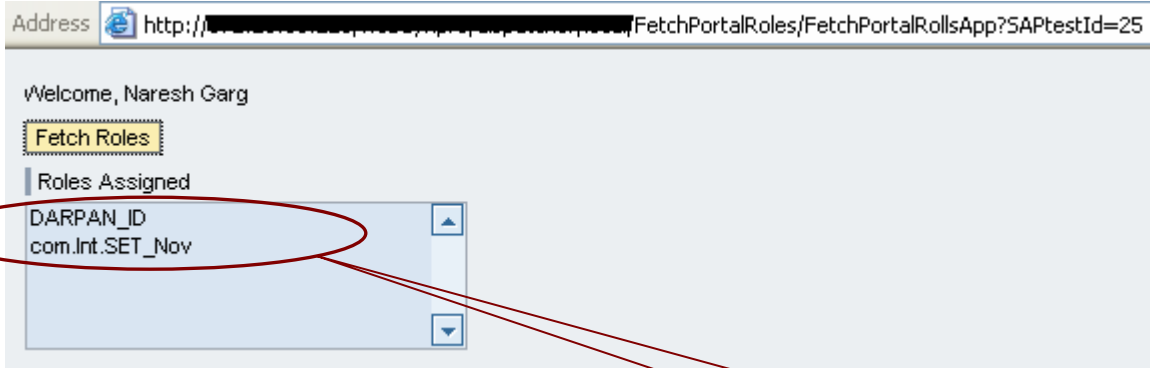 Address http:// /FetchPortalRoles/FetchPortalRollsApp?SAPtestId=25
Welcome, Naresh Garg
Fetch Roles
Roles Assigned
DARPAN_ID
com.Int.SET_Nov